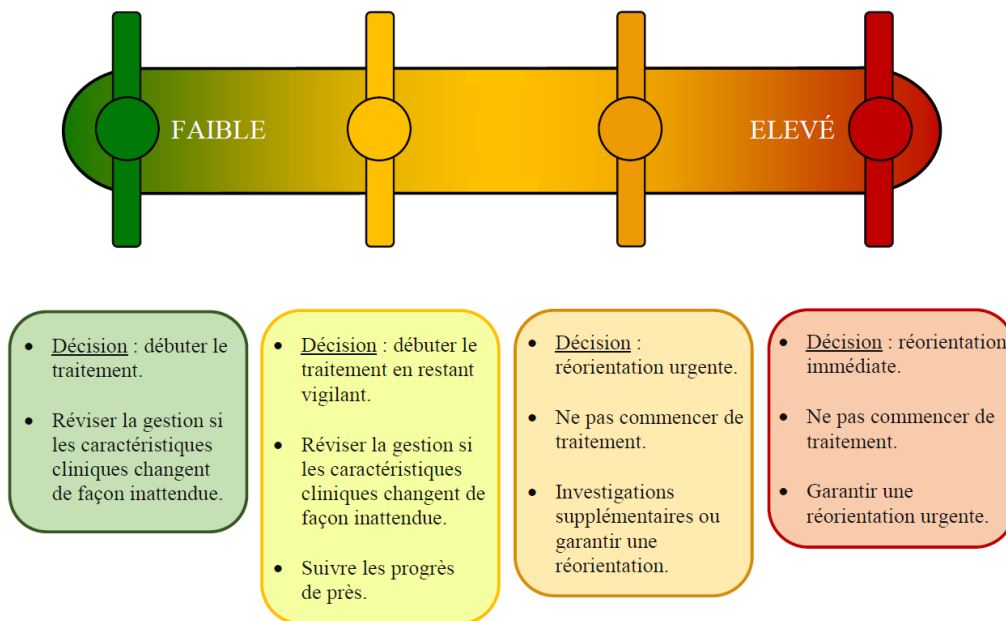 FAIBLE
ELEVÉ
• Décision : débuter le
traitement.
• Réviser la gestion si
les caractéristiques
cliniques changent
de façon inattendue.
• Décision : débuter le
traitement en restant
vigilant.
• Réviser la gestion si
les caractéristiques
cliniques changent de
façon inattendue.
• Suivre les progrès
de près.
• Décision :
réorientation urgente.
• Ne pas commencer de
traitement.
• Investigations
supplémentaires ou
garantir une
réorientation.
• Décision : réorientation
immédiate.
• Ne pas commencer de
traitement.
• Garantir une
réorientation urgente.